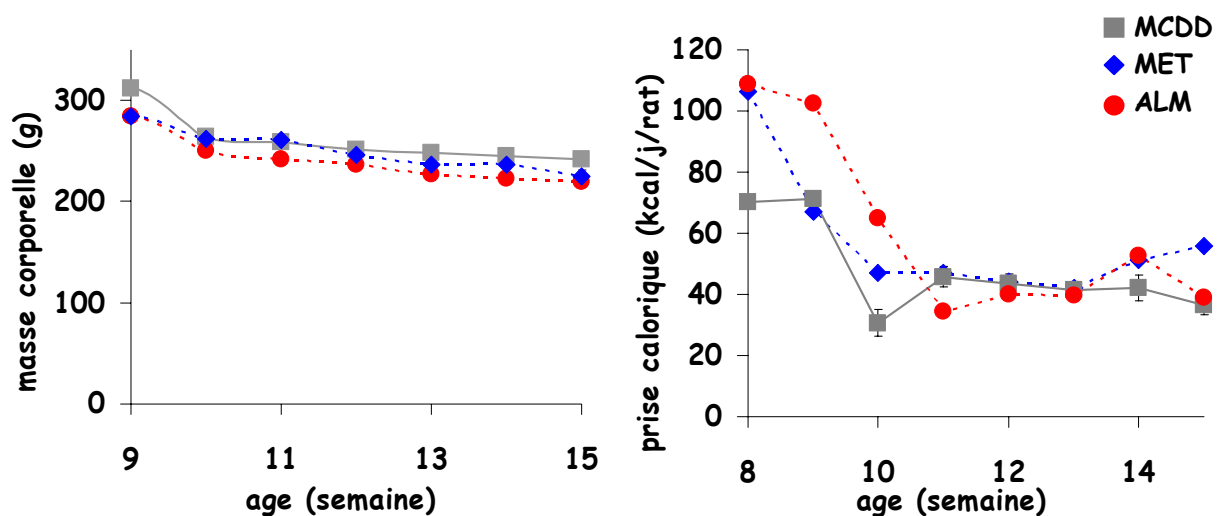 masse corporelle (g)
300
200
100
0
9
11
13
15
age (semaine)
MCDD
MET
ALM
prise calorique (kcal/j/rat)
120
100
80
60
40
20
0
8
10
12
14
age (semaine)